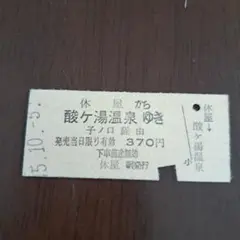 休屋から
酸ケ湯温泉ゆき
子ノ口経由
発売当日限り有効 370円
下車前途無効
休屋
5.10.-5.
休屋→
酸ケ湯温泉
小